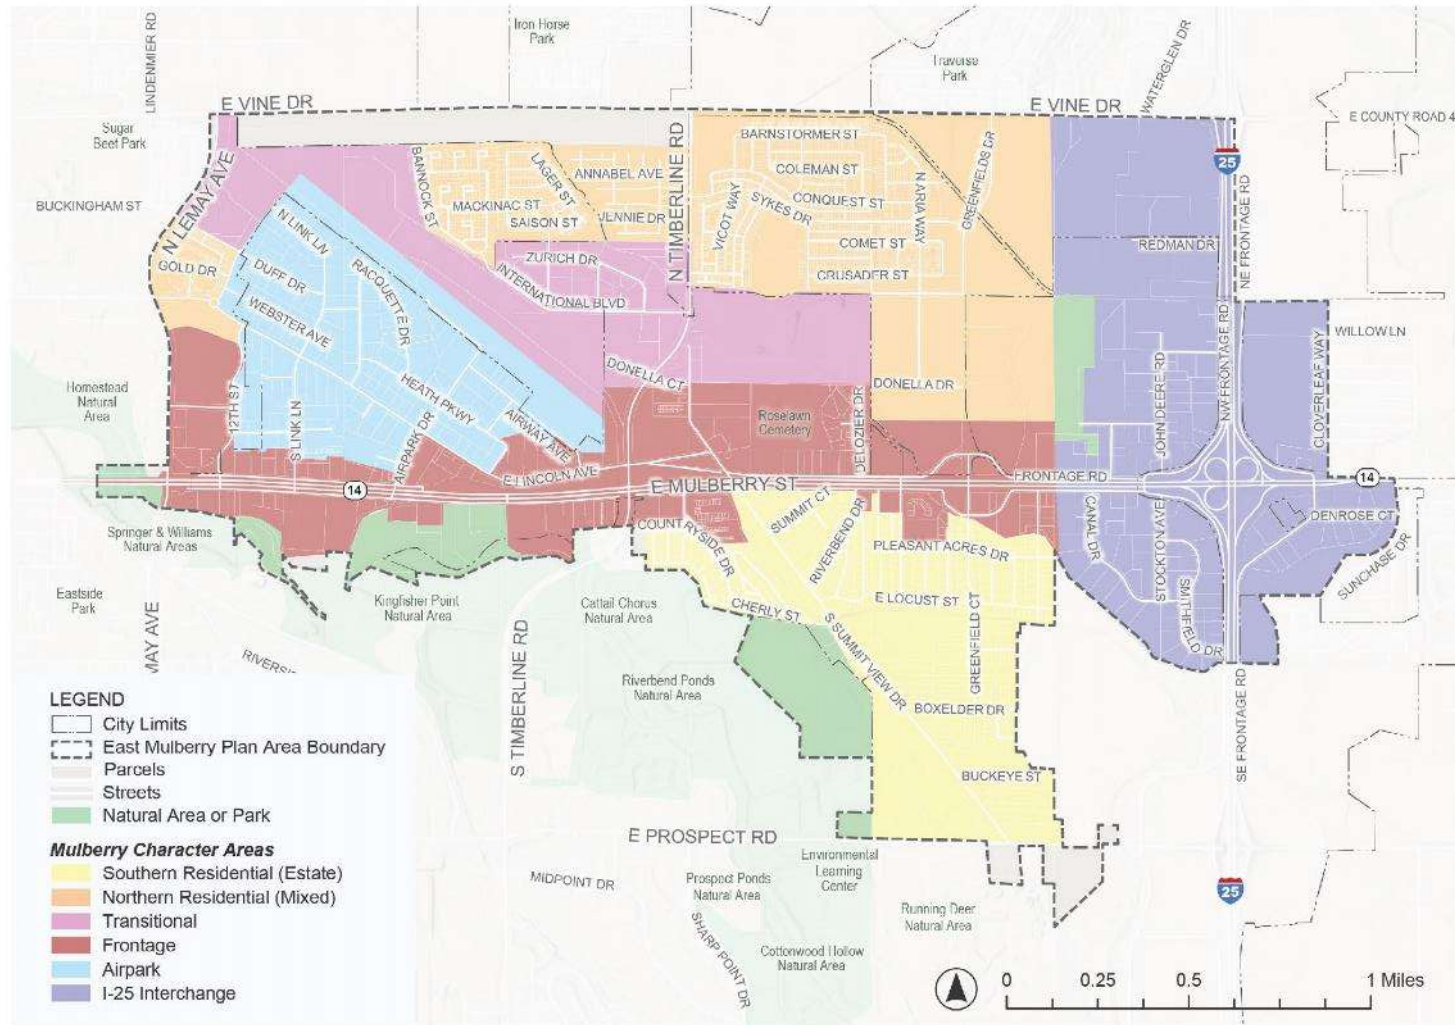 LINDENMIER RD
Iron Horse
Park
Traverse
Park
WATERGLEN DR
E VINE DR
E VINE DR
E COUNTY ROAD 4
Sugar
Beet Park
25
BUCKINGHAM ST
N LEMAY AVE
BANNOCK ST
LAGER ST
ANNABEL AVE
MACKINAC ST
SAISON ST
JENNIE DR
N TIMBERLINE RD
BARNSTORMER ST
COLEMAN ST
CONQUEST ST
VICOT WAY
SYKES DR
N ARIA WAY
GREENFIELDS DR
COMET ST
CRUSADER ST
REDMAN DR
NE FRONTAGE RD
GOLD DR
N LINK LN
DUFF DR
RACQUETTE DR
WEBSTER AVE
ZURICH DR
INTERNATIONAL BLVD
NW FRONTAGE RD
WILLOW LN
CLOVERLEAF WAY
JOHN DEERE RD
Homestead
Natural
Area
12TH ST
S LINK LN
HEATH PKWY
AIRPARK DR
AIRWAY AVE
DONELLA CT
DONELLA DR
Roselawn
Cemetery
DELOZIER DR
E LINCOLN AVE
FRONTAGE RD
14
E MULBERRY ST
14
Springer & Williams
Natural Areas
COUNTRYSIDE DR
SUMMIT CT
RIVERBEND DR
PLEASANT ACRES DR
CANAL DR
STOCKTON AVE
SMITHFIELD DR
DENROSE CT
SUNCHASE DR
Eastside
Park
Kingfisher Point
Natural Area
Cattail Chorus
Natural Area
CHERLY ST
E LOCUST ST
GREENFIELD CT
S SUMMIT VIEW DR
MAY AVE
RIVERSI
S TIMBERLINE RD
Riverbend Ponds
Natural Area
BOXELDER DR
BUCKEYE ST
SE FRONTAGE RD
E PROSPECT RD
MIDPOINT DR
Prospect Ponds
Natural Area
Environmental
Learning
Center
SHARP POINT DR
Running Deer
Natural Area
Cottonwood Hollow
Natural Area
25
LEGEND
City Limits
East Mulberry Plan Area Boundary
Parcels
Streets
Natural Area or Park
Mulberry Character Areas
Southern Residential (Estate)
Northern Residential (Mixed)
Transitional
Frontage
Airpark
I-25 Interchange
0 0.25 0.5 1 Miles